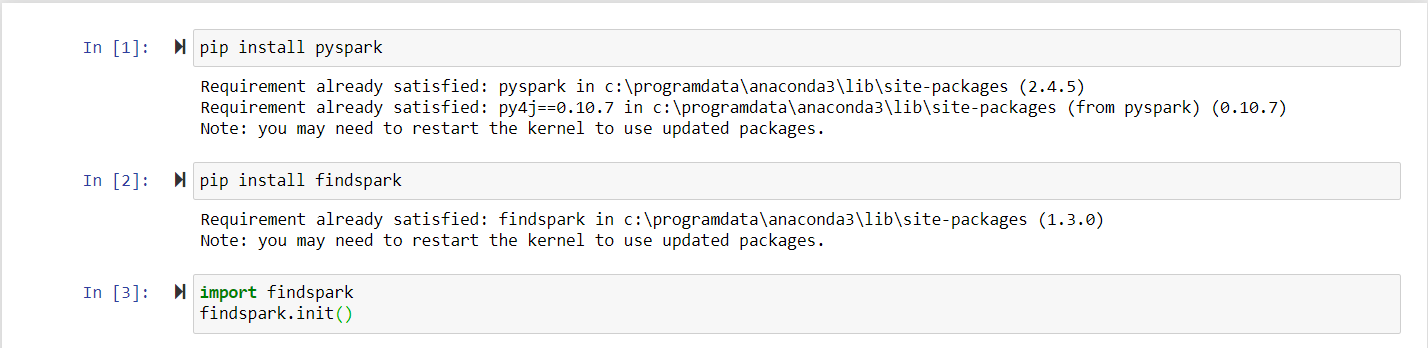 In [1]: pip install pyspark
Requirement already satisfied: pyspark in c:\programdata\anaconda3\lib\site-packages (2.4.5)
Requirement already satisfied: py4j==0.10.7 in c:\programdata\anaconda3\lib\site-packages (from pyspark) (0.10.7)
Note: you may need to restart the kernel to use updated packages.
In [2]: pip install findspark
Requirement already satisfied: findspark in c:\programdata\anaconda3\lib\site-packages (1.3.0)
Note: you may need to restart the kernel to use updated packages.
In [3]: import findspark
findspark.init()